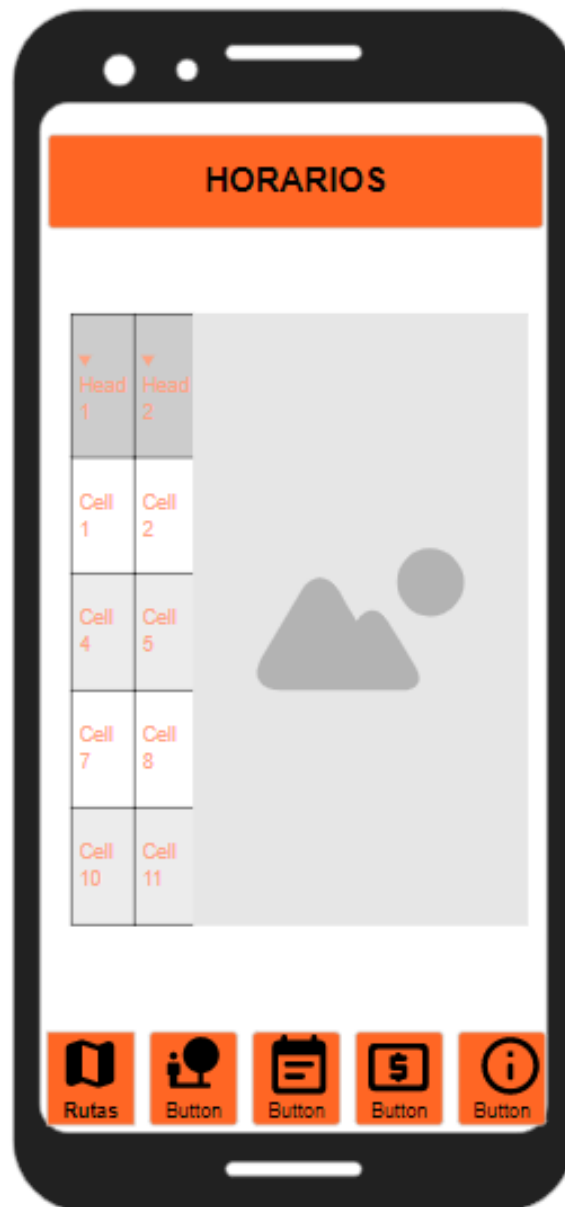 HORARIOS
▼ ▼
Head Head
1 2
Cell Cell
1 2
Cell Cell
4 5
Cell Cell
7 8
Cell Cell
10 11
Rutas Button Button Button Button